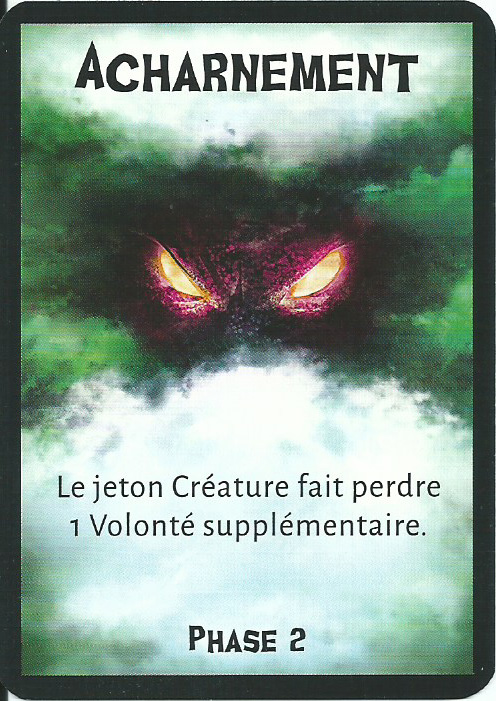 ACHARNEMENT
Le jeton Créature fait perdre
1 Volonté supplémentaire.
PHASE 2